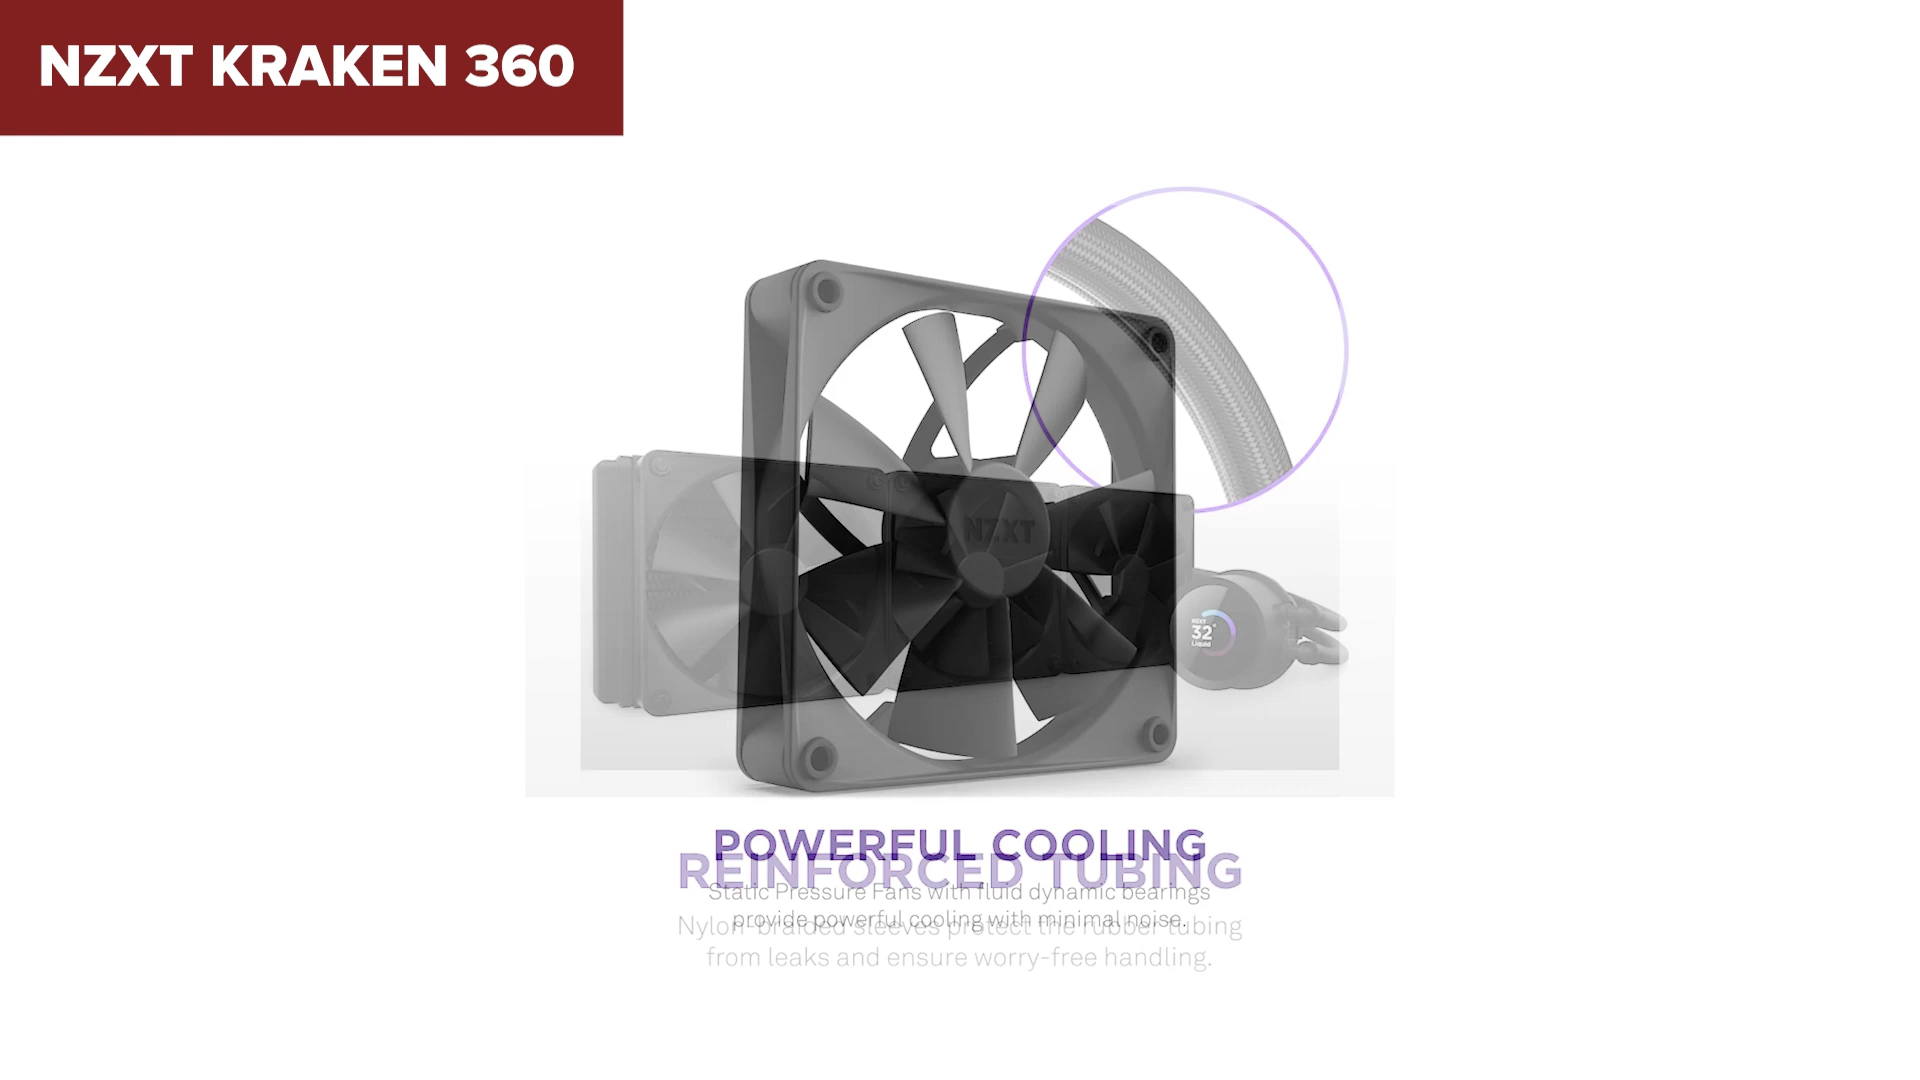 NZXT KRAKEN 360
NZXT
NZXT
32°
Liquid
POWERFUL COOLING
REINFORCED TUBING
Static Pressure Fans with fluid dynamic bearings
provide powerful cooling with minimal noise.
Nylon-braided sleeves protect the rubber tubing
from leaks and ensure worry-free handling.